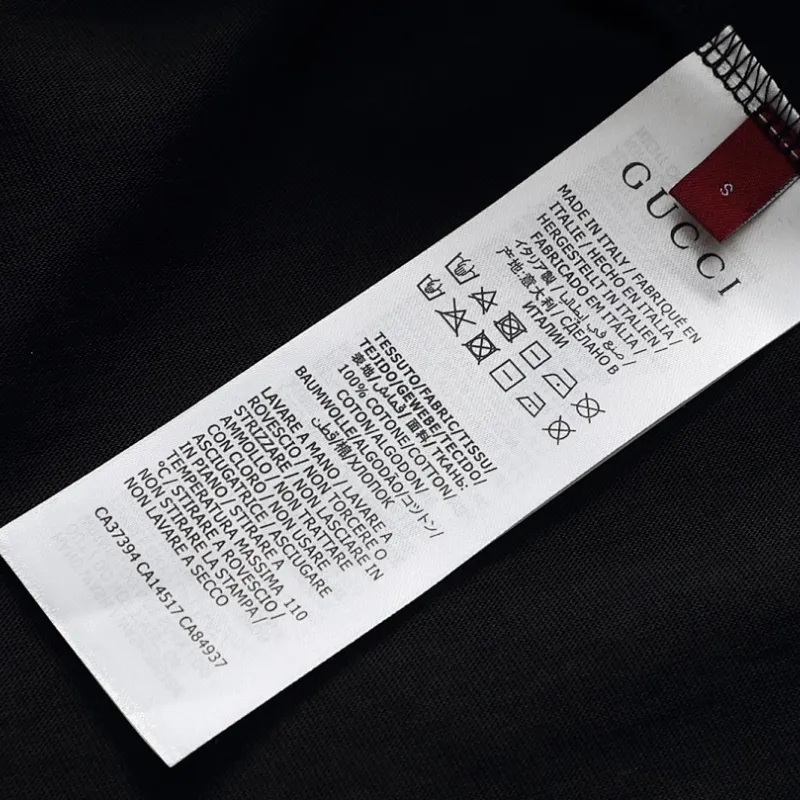 S
GUCCI
MADE IN ITALY / FABRIQUÉ EN
ITALIE / HECHO EN ITALIA /
HERGESTELLT IN ITALIEN /
FABRICADO EM ITÁLIA /
イタリア製 / صنع في إيطاليا /
产地:意大利 / СДЕЛАНО В
ИТАЛИИ
TESSUTO/FABRIC/TISSU/
TEJIDO/GEWEBE/TECIDO/
表地/قماش/面料/ТКАНЬ:
100% COTONE/COTTON/
COTON/ALGODON/
BAUMWOLLE/ALGODÃO/コットン/
قطن/棉/ХЛОПОК
LAVARE A MANO / LAVARE A
ROVESCIO / NON TORCERE O
STRIZZARE / NON LASCIARE IN
AMMOLLO / NON TRATTARE
CON CLORO / NON USARE
ASCIUGATRICE / ASCIUGARE
IN PIANO / STIRARE A
TEMPERATURA MASSIMA 110
°C / STIRARE A ROVESCIO /
NON STIRARE LA STAMPA /
NON LAVARE A SECCO
CA37394 CA14517 CA84937